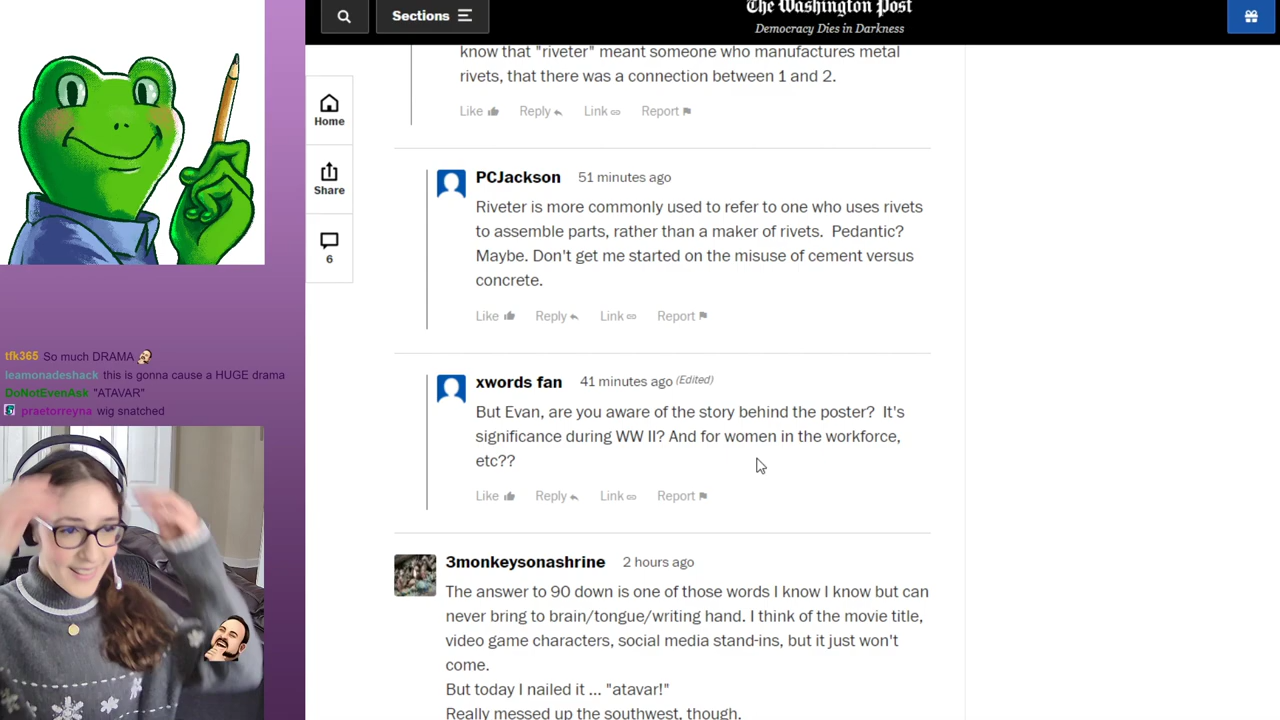 Sections
The Washington Post
Democracy Dies in Darkness
know that "riveter" meant someone who manufactures metal
rivets, that there was a connection between 1 and 2.
Like Reply Link Report
Home
Share
6
PCJackson 51 minutes ago
Riveter is more commonly used to refer to one who uses rivets
to assemble parts, rather than a maker of rivets. Pedantic?
Maybe. Don't get me started on the misuse of cement versus
concrete.
Like Reply Link Report
xwords fan 41 minutes ago (Edited)
But Evan, are you aware of the story behind the poster? It's
significance during WW II? And for women in the workforce,
etc??
Like Reply Link Report
3monkeysonashrine 2 hours ago
The answer to 90 down is one of those words I know I know but can
never bring to brain/tongue/writing hand. I think of the movie title,
video game characters, social media stand-ins, but it just won't
come.
But today I nailed it ... "atavar!"
Really messed up the southwest, though.
tfk365 So much DRAMA
leamonadeshack this is gonna cause a HUGE drama
DoNotEvenAsk "ATAVAR"
praetorreyna wig snatched